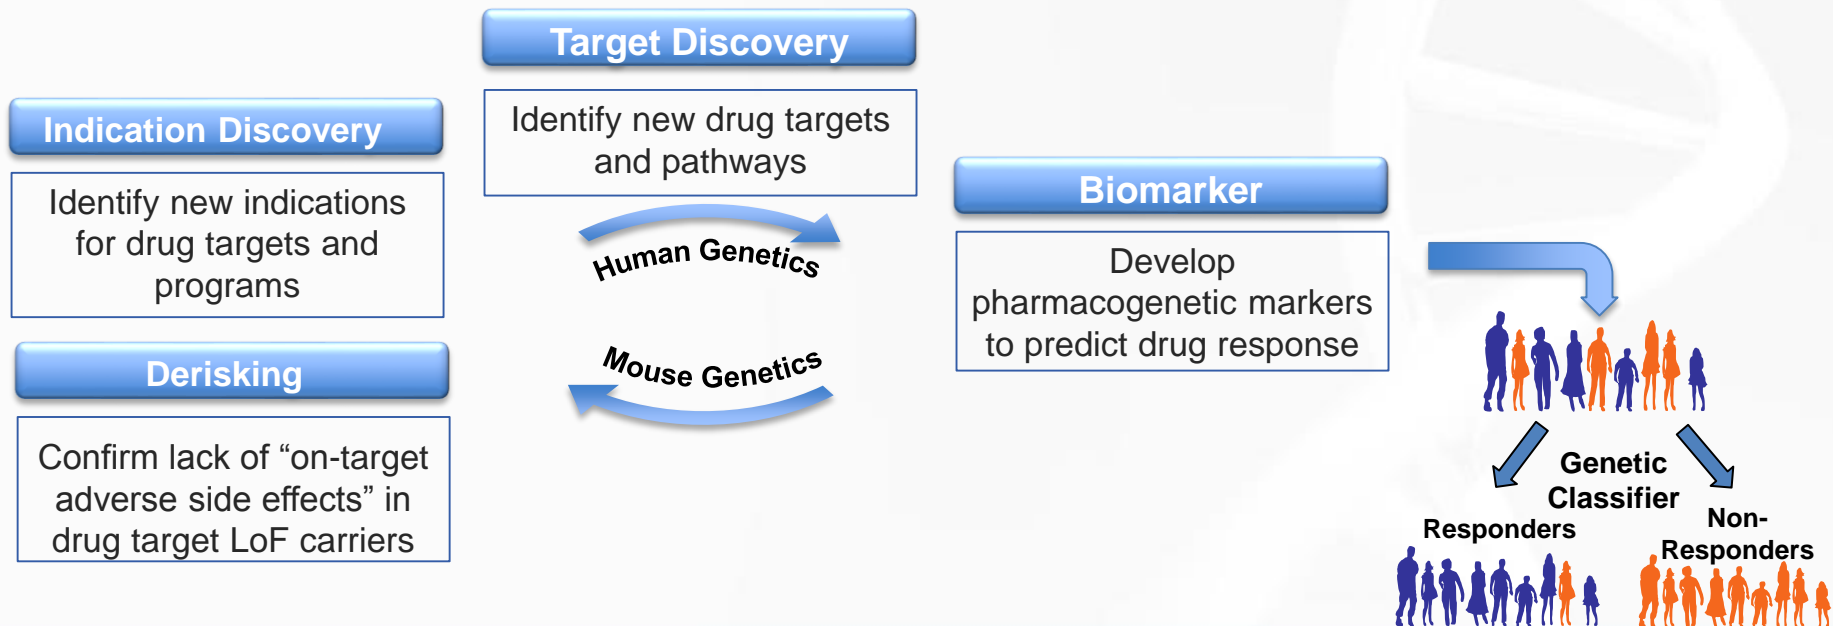 Target Discovery
Identify new drug targets
and pathways
Indication Discovery
Identify new indications
for drug targets and
programs
Derisking
Confirm lack of “on-target
adverse side effects” in
drug target LoF carriers
Human Genetics
Mouse Genetics
Biomarker
Develop
pharmacogenetic markers
to predict drug response
Genetic
Classifier
Responders
Non-
Responders